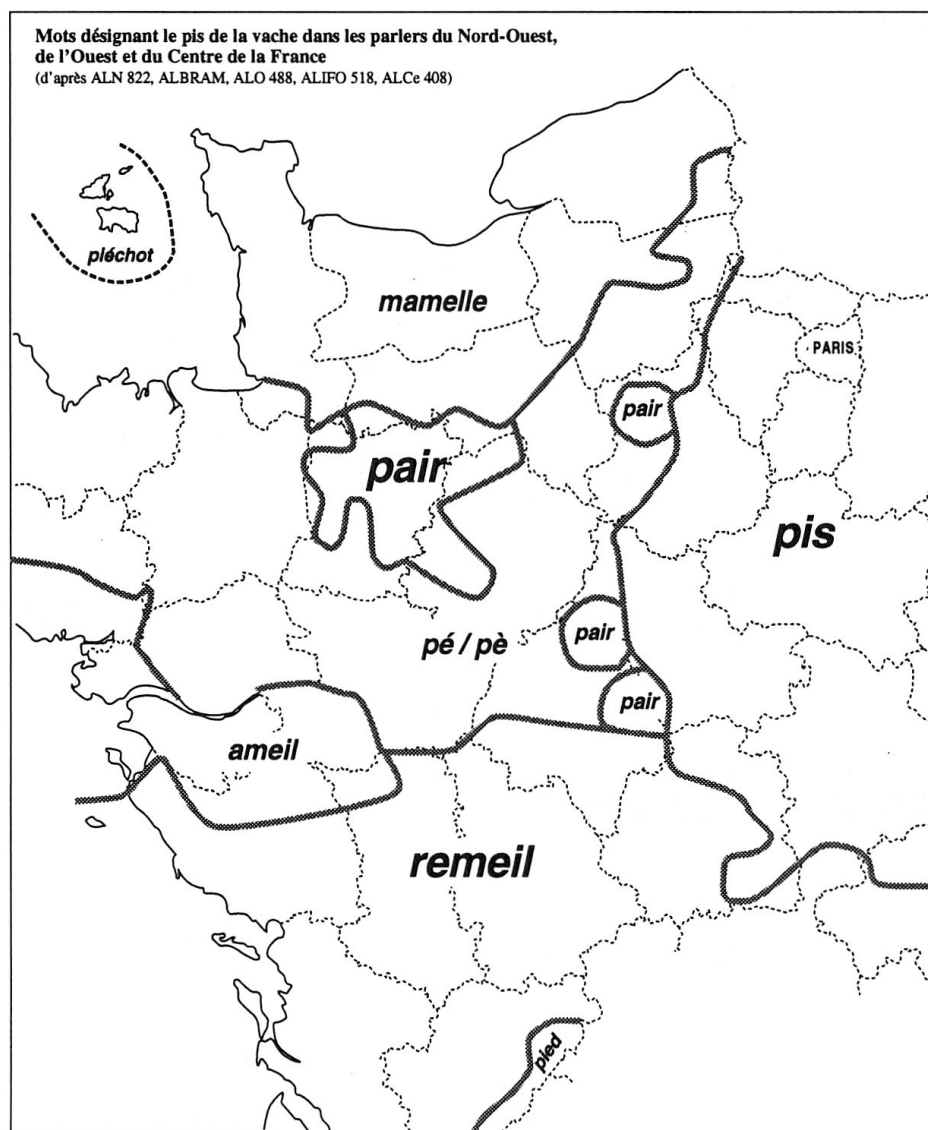 Mots désignant le pis de la vache dans les parlers du Nord-Ouest,
de l'Ouest et du Centre de la France
(d'après ALN 822, ALBRAM, ALO 488, ALIFO 518, ALCe 408)
pléchot
mamelle
PARIS
pair
pair
pis
pair
pé / pè
pair
ameil
remeil
pied